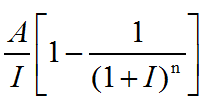 A/I [1 − 1/(1 + I)ⁿ]